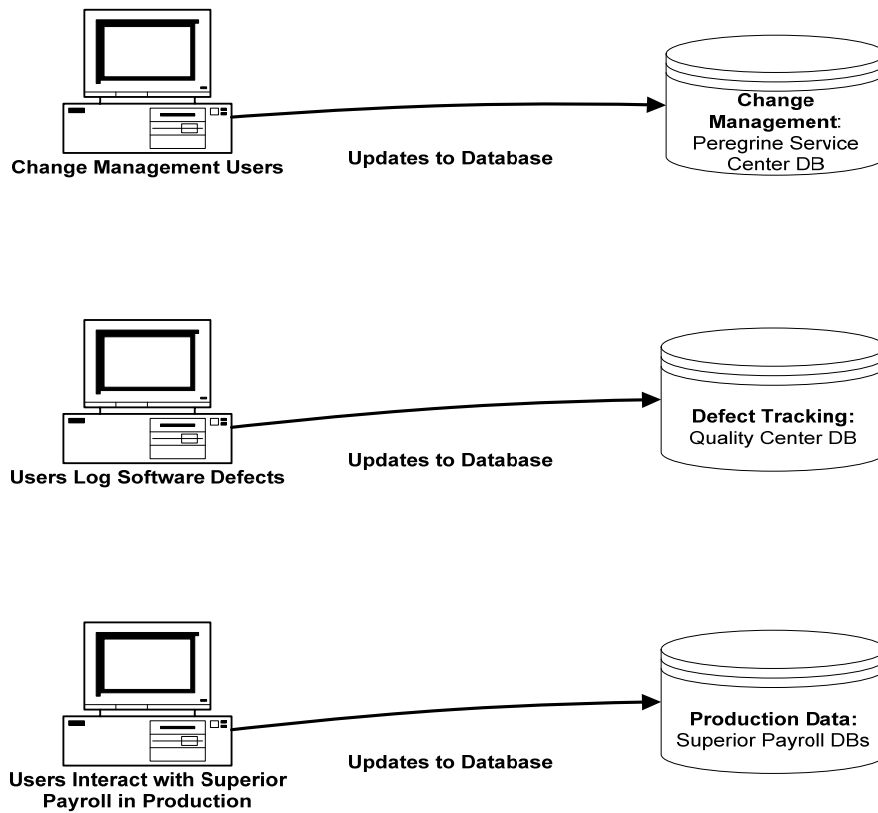 Change
Management:
Peregrine Service
Center DB
Change Management Users
Updates to Database
Defect Tracking:
Quality Center DB
Users Log Software Defects
Updates to Database
Production Data:
Superior Payroll DBs
Users Interact with Superior
Payroll in Production
Updates to Database